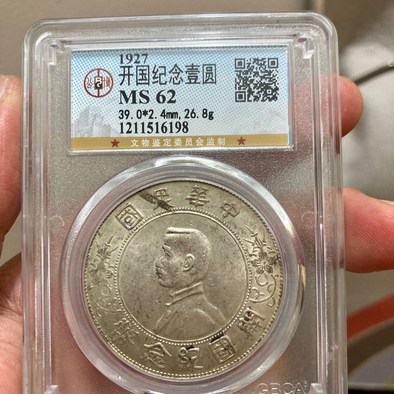 1927
开国纪念壹圆
MS 62
39.0*2.4mm,26.8g
1211516198
★ 文物鉴定委员会监制 ★
國民華中
幣念紀國開
GBCA